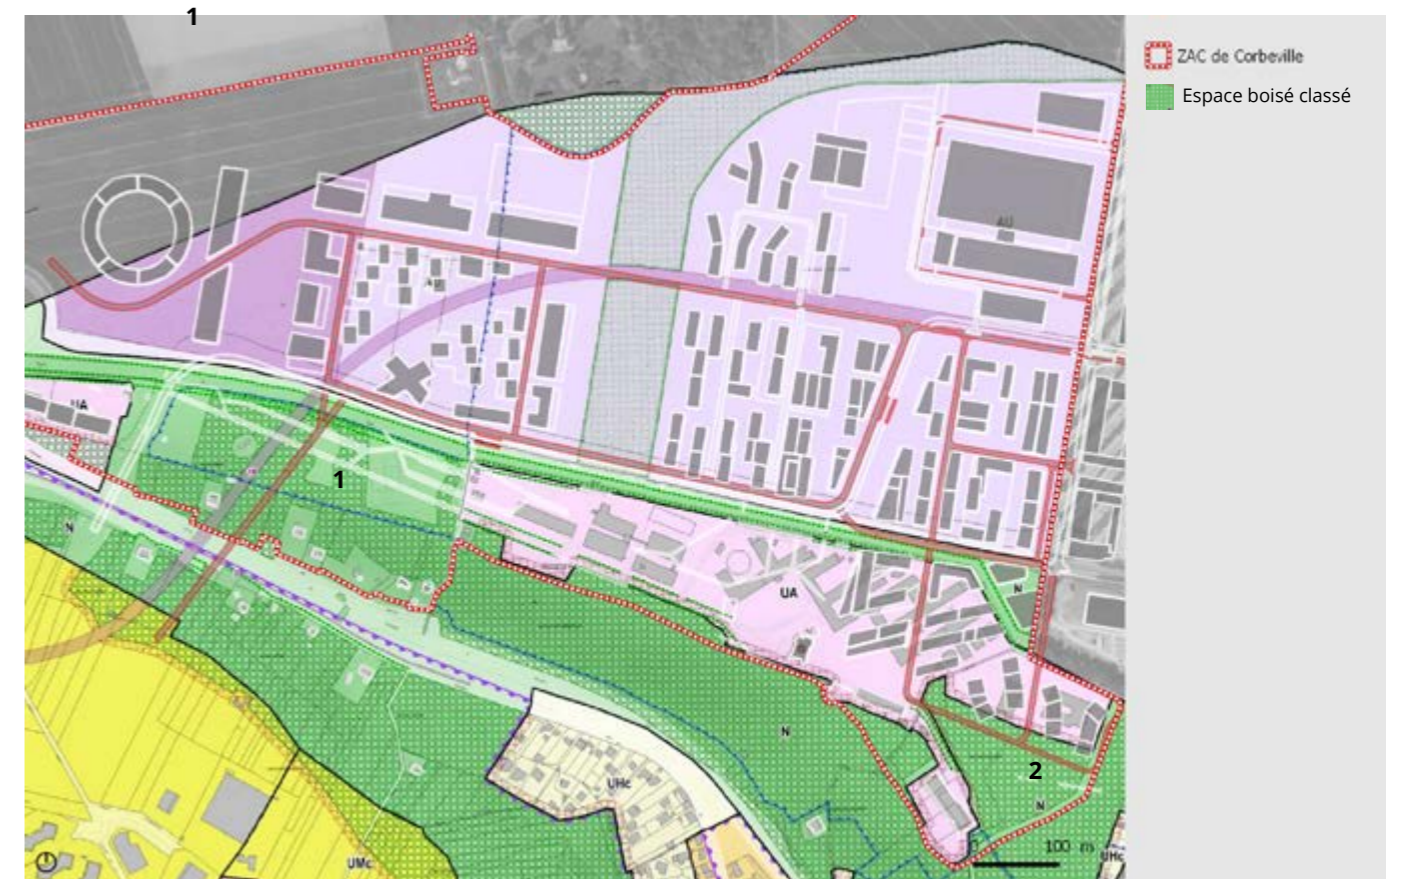 1
ZAC de Corbeville
Espace boisé classé
AU
UA
1
N
UA
N
N
2
N
UHc
100 m
UHc
UMc